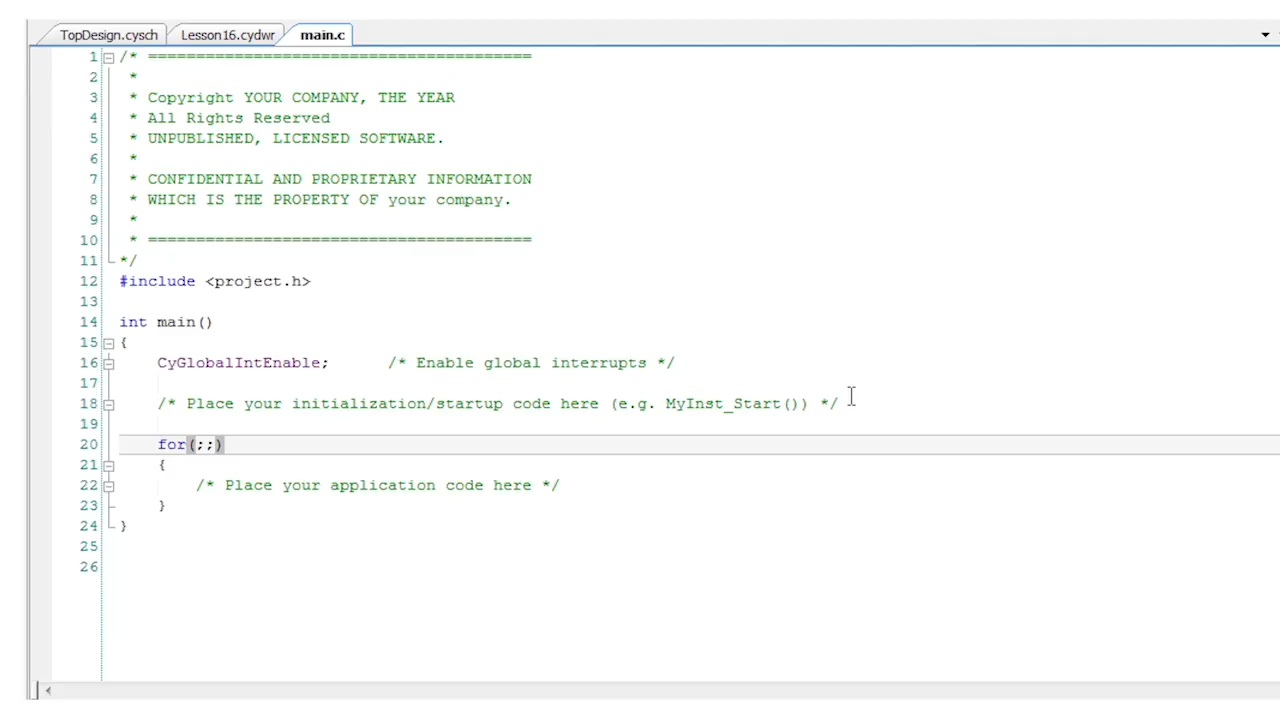 TopDesign.cysch Lesson16.cydwr main.c
1 /* ========================================
2 *
3 * Copyright YOUR COMPANY, THE YEAR
4 * All Rights Reserved
5 * UNPUBLISHED, LICENSED SOFTWARE.
6 *
7 * CONFIDENTIAL AND PROPRIETARY INFORMATION
8 * WHICH IS THE PROPERTY OF your company.
9 *
10 * ========================================
11 */
12 #include <project.h>
13
14 int main()
15 {
16 CyGlobalIntEnable; /* Enable global interrupts */
17
18 /* Place your initialization/startup code here (e.g. MyInst_Start()) */
19
20 for(;;)
21 {
22 /* Place your application code here */
23 }
24 }
25
26